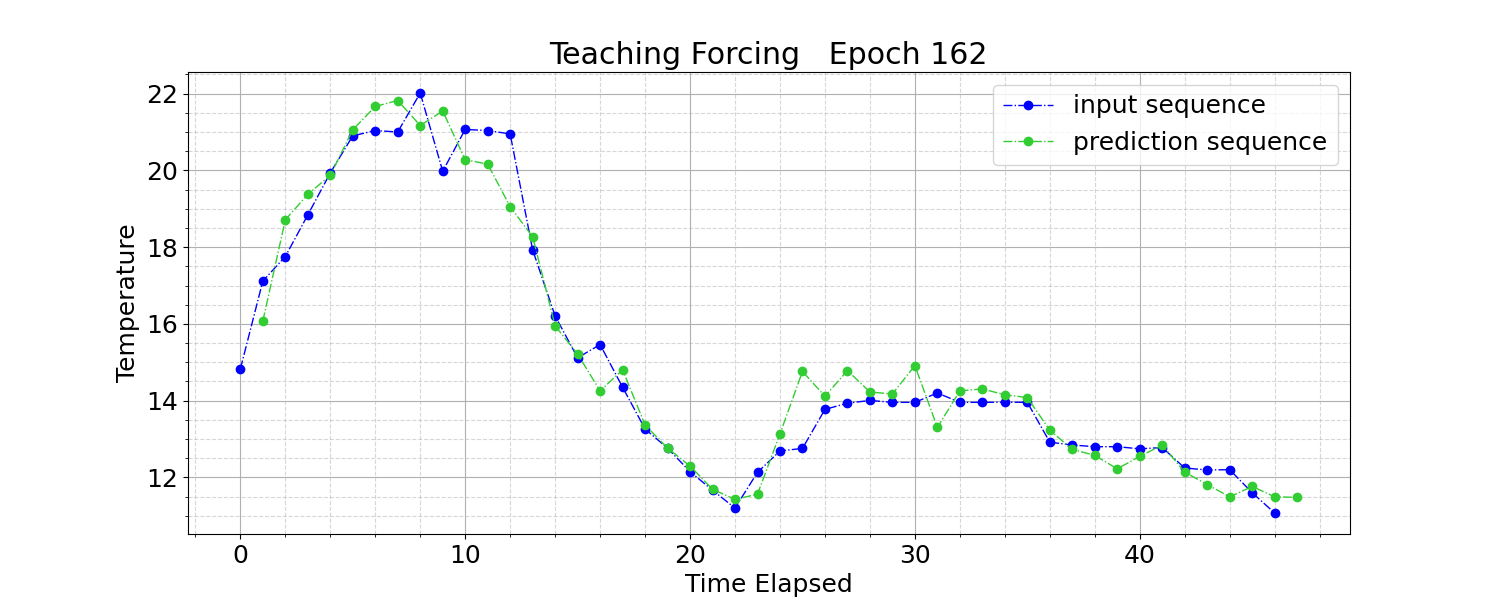 Teaching Forcing   Epoch 162
input sequence
prediction sequence
Temperature
22
20
18
16
14
12
0 10 20 30 40
Time Elapsed